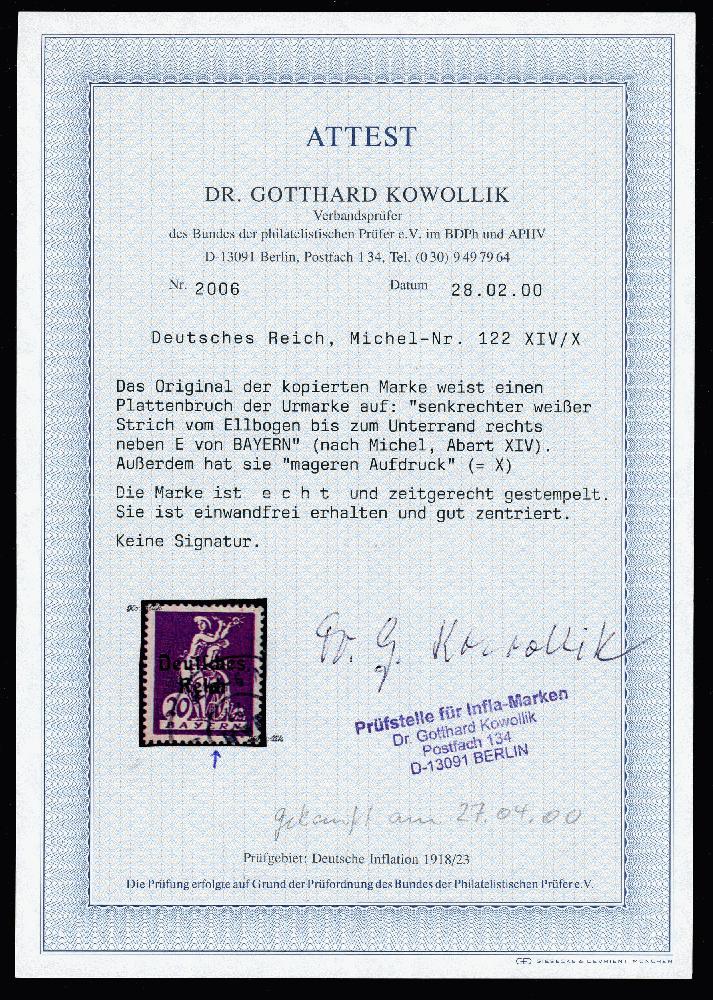 ATTEST
DR. GOTTHARD KOWOLLIK
Verbandsprüfer
des Bundes der philatelistischen Prüfer e.V. im BDPh und APHV
D-13091 Berlin, Postfach 134, Tel. (030) 9497964
Nr. 2006 Datum 28.02.00
Deutsches Reich, Michel-Nr. 122 XIV/X
Das Original der kopierten Marke weist einen
Plattenbruch der Urmarke auf: "senkrechter weißer
Strich vom Ellbogen bis zum Unterrand rechts
neben E von BAYERN" (nach Michel, Abart XIV).
Außerdem hat sie "mageren Aufdruck" (= X)
Die Marke ist e c h t und zeitgerecht gestempelt.
Sie ist einwandfrei erhalten und gut zentriert.
Keine Signatur.
Deutsches
Reich
20
BAYERN
Dr. G. Kowollik
Prüfstelle für Infla-Marken
Dr. Gotthard Kowollik
Postfach 134
D-13091 BERLIN
gekauft am 27.04.00
Prüfgebiet: Deutsche Inflation 1918/23
Die Prüfung erfolgte auf Grund der Prüfordnung des Bundes der Philatelistischen Prüfer e.V.
GIESECKE & DEVRIENT MÜNCHEN